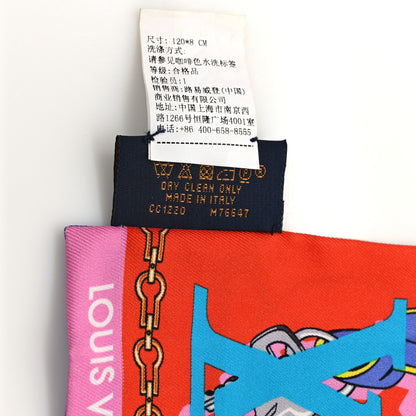 尺寸: 120*8 CM
洗涤方式:
请参见咖啡色水洗标签
等级:合格品
检验员:1
销售商:路易威登(中国)
商业销售有限公司
地址:中国上海市南京西
路1266号恒隆广场4001室
电话:+86 400-658-8555
DRY CLEAN ONLY
MADE IN ITALY
CC1220 M76647
LOUIS V